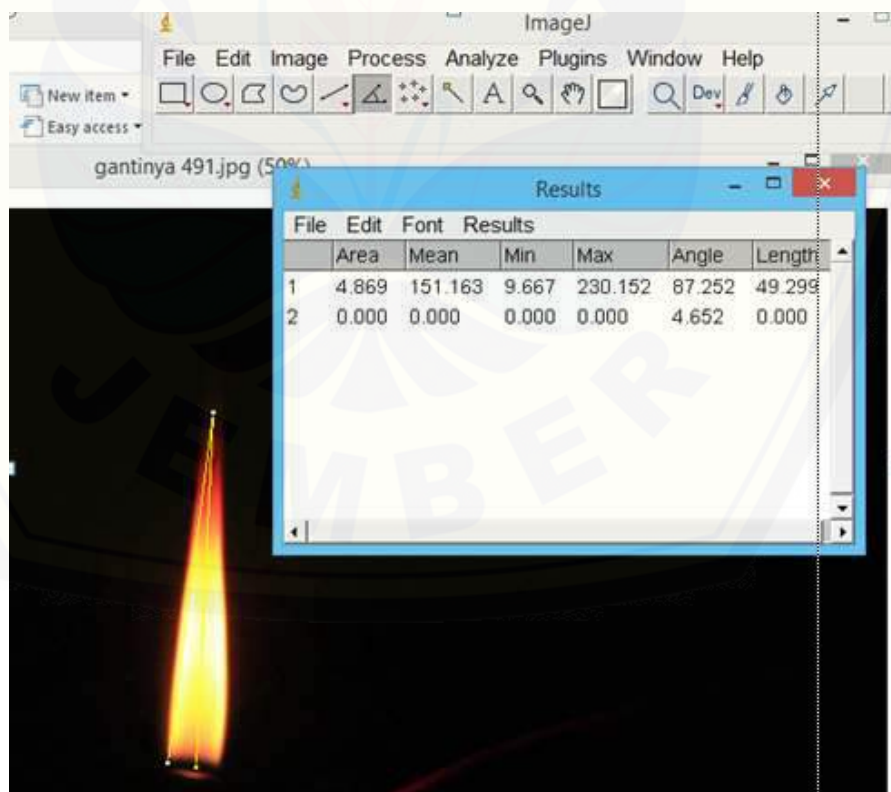 ImageJ
File Edit Image Process Analyze Plugins Window Help
New item
A Dev
Easy access
gantinya 491.jpg (50%)
Results
File Edit Font Results
Area Mean Min Max Angle Length
1 4.869 151.163 9.667 230.152 87.252 49.299
2 0.000 0.000 0.000 0.000 4.652 0.000
JEMBER